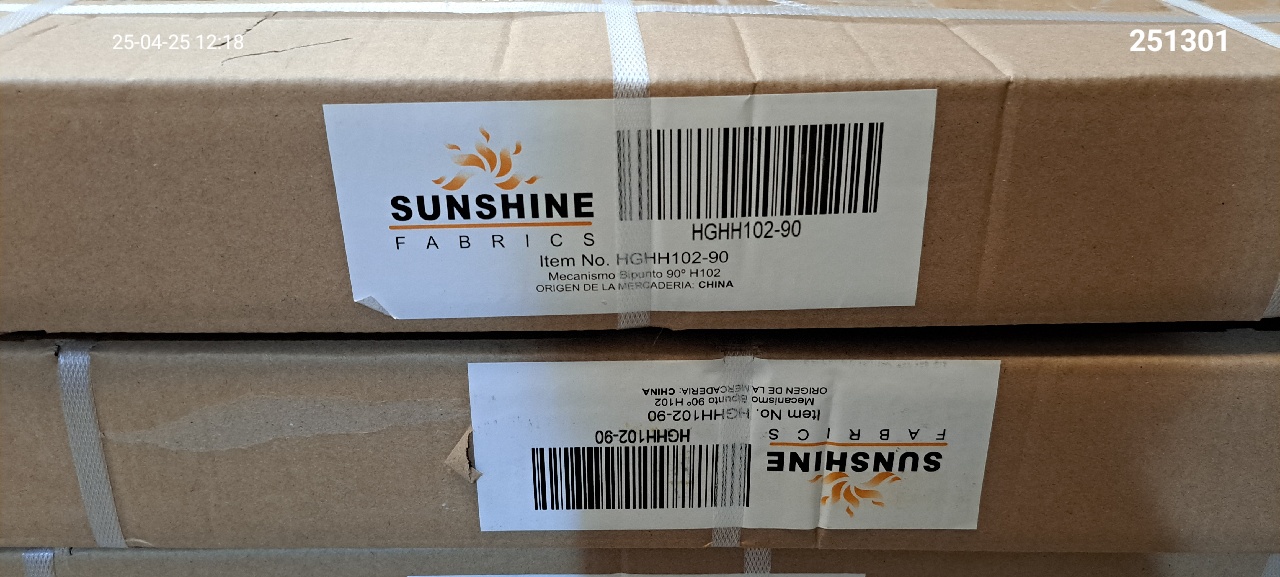 25-04-25 12:18
251301
SUNSHINE
FABRICS
HGHH102-90
Item No. HGHH102-90
Mecanismo Bipunto 90° H102
ORIGEN DE LA MERCADERIA: CHINA
SUNSHINE
FABRICS
HGHH102-90
Item No. HGHH102-90
Mecanismo Bipunto 90° H102
ORIGEN DE LA MERCADERIA: CHINA